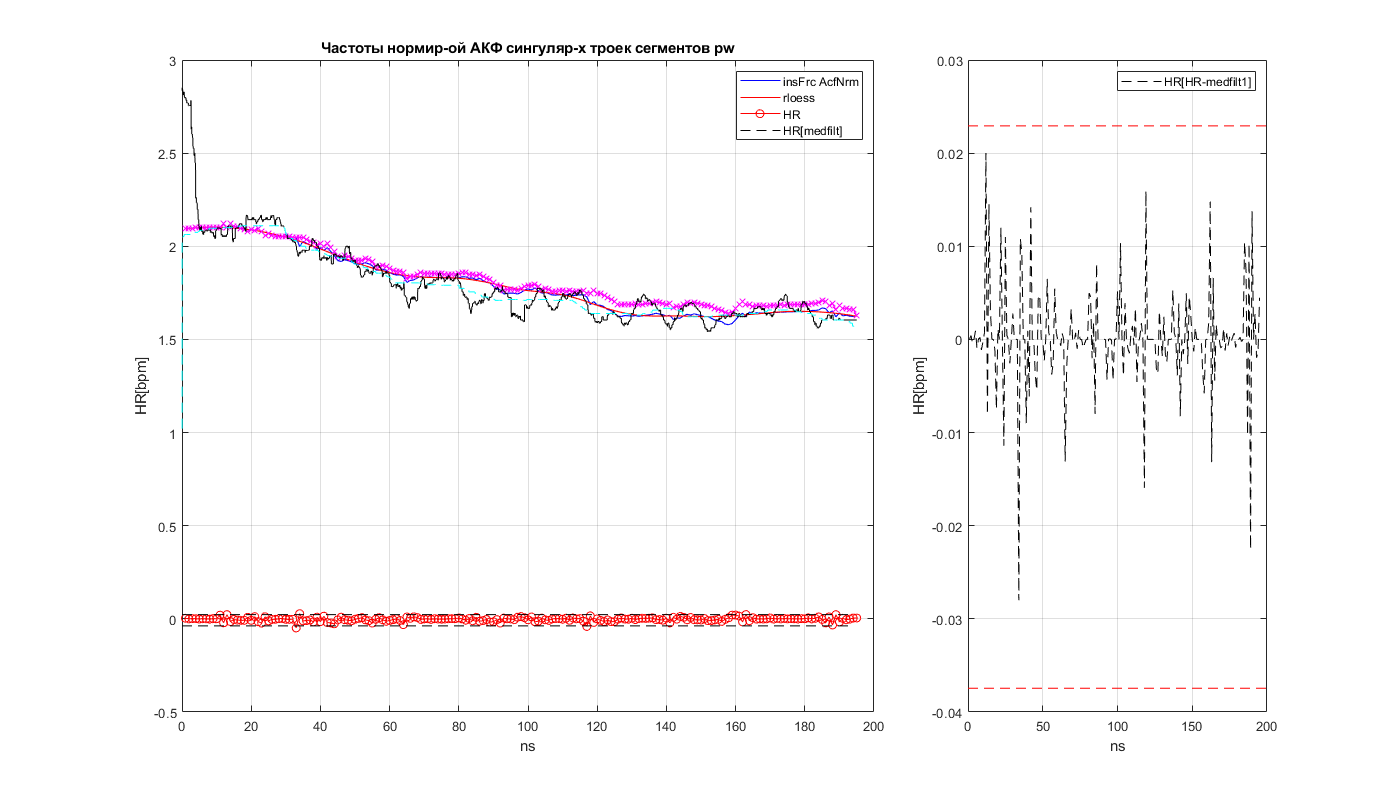 Частоты нормир-ой АКФ сингуляр-х троек сегментов pw
3
2.5
2
1.5
1
0.5
0
-0.5
HR[bpm]
0 20 40 60 80 100 120 140 160 180 200
ns
insFrc AcfNrm
rloess
HR
HR[medfilt]
0.03
0.02
0.01
0
-0.01
-0.02
-0.03
-0.04
HR[bpm]
0 50 100 150 200
ns
HR[HR-medfilt1]